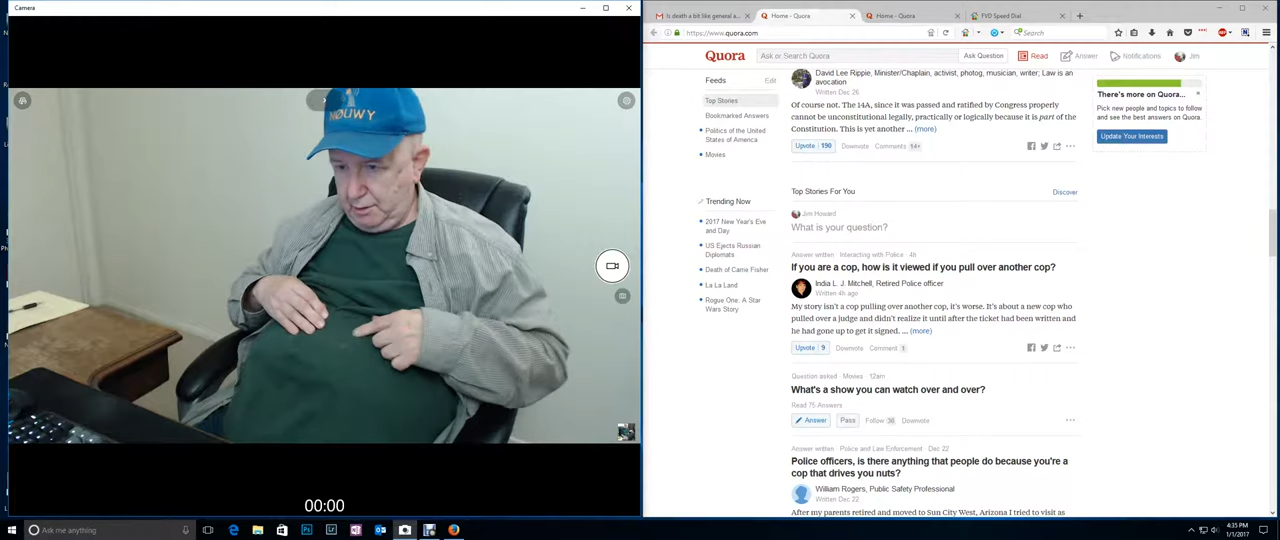 Camera
NØUWY
00:00
Is death a bit like general a...
Home - Quora
Home - Quora
FVD Speed Dial
https://www.quora.com
Search
Quora
Ask or Search Quora
Ask Question
Read
Answer
Notifications
Jim
Feeds
Edit
Top Stories
Bookmarked Answers
Politics of the United
States of America
Movies
Trending Now
2017 New Year's Eve
and Day
US Ejects Russian
Diplomats
Death of Carrie Fisher
La La Land
Rogue One: A Star
Wars Story
David Lee Rippie, Minister/Chaplain, activist, photog, musician, writer; Law is an
avocation
Written Dec 26
Of course not. The 14A, since it was passed and ratified by Congress properly
cannot be unconstitutional legally, practically or logically because it is part of the
Constitution. This is yet another ... (more)
Upvote 190 Downvote Comments 14+
Top Stories For You
Discover
Jim Howard
What is your question?
Answer written · Interacting with Police · 4h
If you are a cop, how is it viewed if you pull over another cop?
India L. J. Mitchell, Retired Police officer
Written 4h ago
My story isn't a cop pulling over another cop, it's worse. It's about a new cop who
pulled over a judge and didn't realize it until after the ticket had been written and
he had gone up to get it signed. ... (more)
Upvote 9 Downvote Comment 1
Question asked · Movies · 12am
What's a show you can watch over and over?
Read 75 Answers
Answer Pass Follow 36 Downvote
Answer written · Police and Law Enforcement · Dec 22
Police officers, is there anything that people do because you're a
cop that drives you nuts?
William Rogers, Public Safety Professional
Written Dec 22
After my parents retired and moved to Sun City West, Arizona I tried to visit as
There's more on Quora...
Pick new people and topics to follow
and see the best answers on Quora.
Update Your Interests
Ask me anything
4:35 PM
1/1/2017